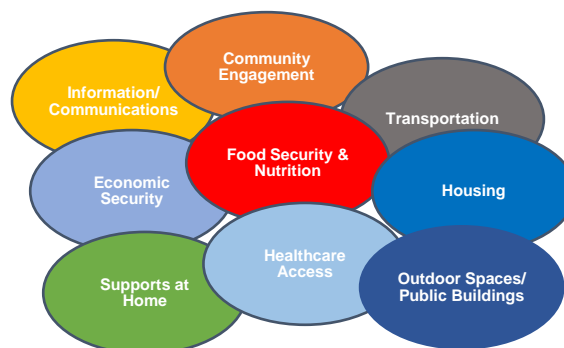 Community
Engagement
Information/
Communications
Transportation
Food Security &
Nutrition
Economic
Security
Housing
Healthcare
Access
Supports at
Home
Outdoor Spaces/
Public Buildings